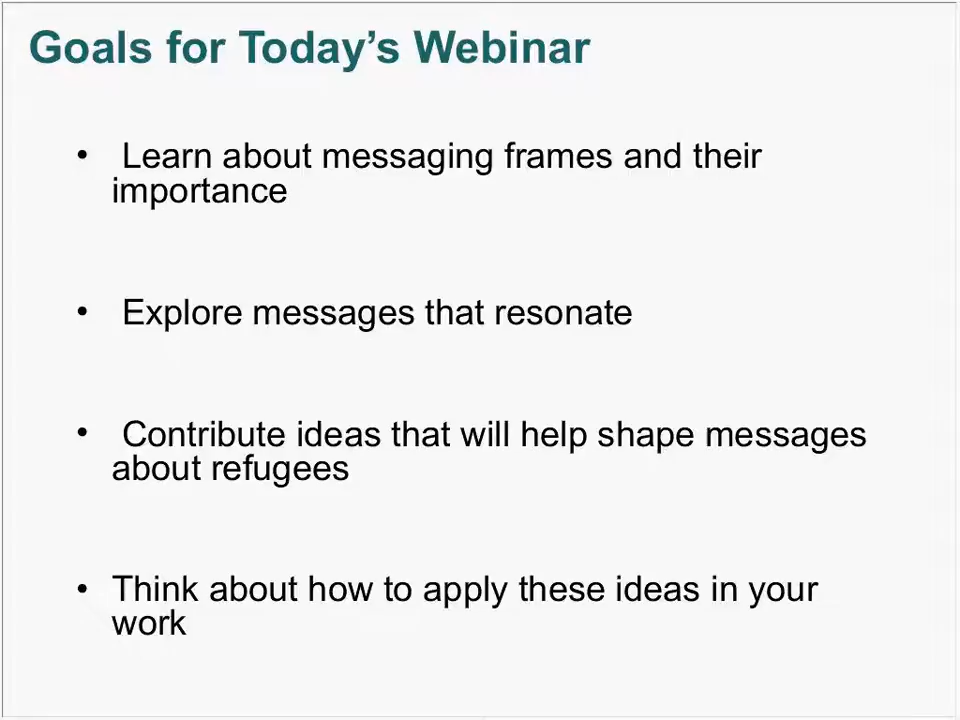 Goals for Today’s Webinar
• Learn about messaging frames and their
importance
• Explore messages that resonate
• Contribute ideas that will help shape messages
about refugees
• Think about how to apply these ideas in your
work